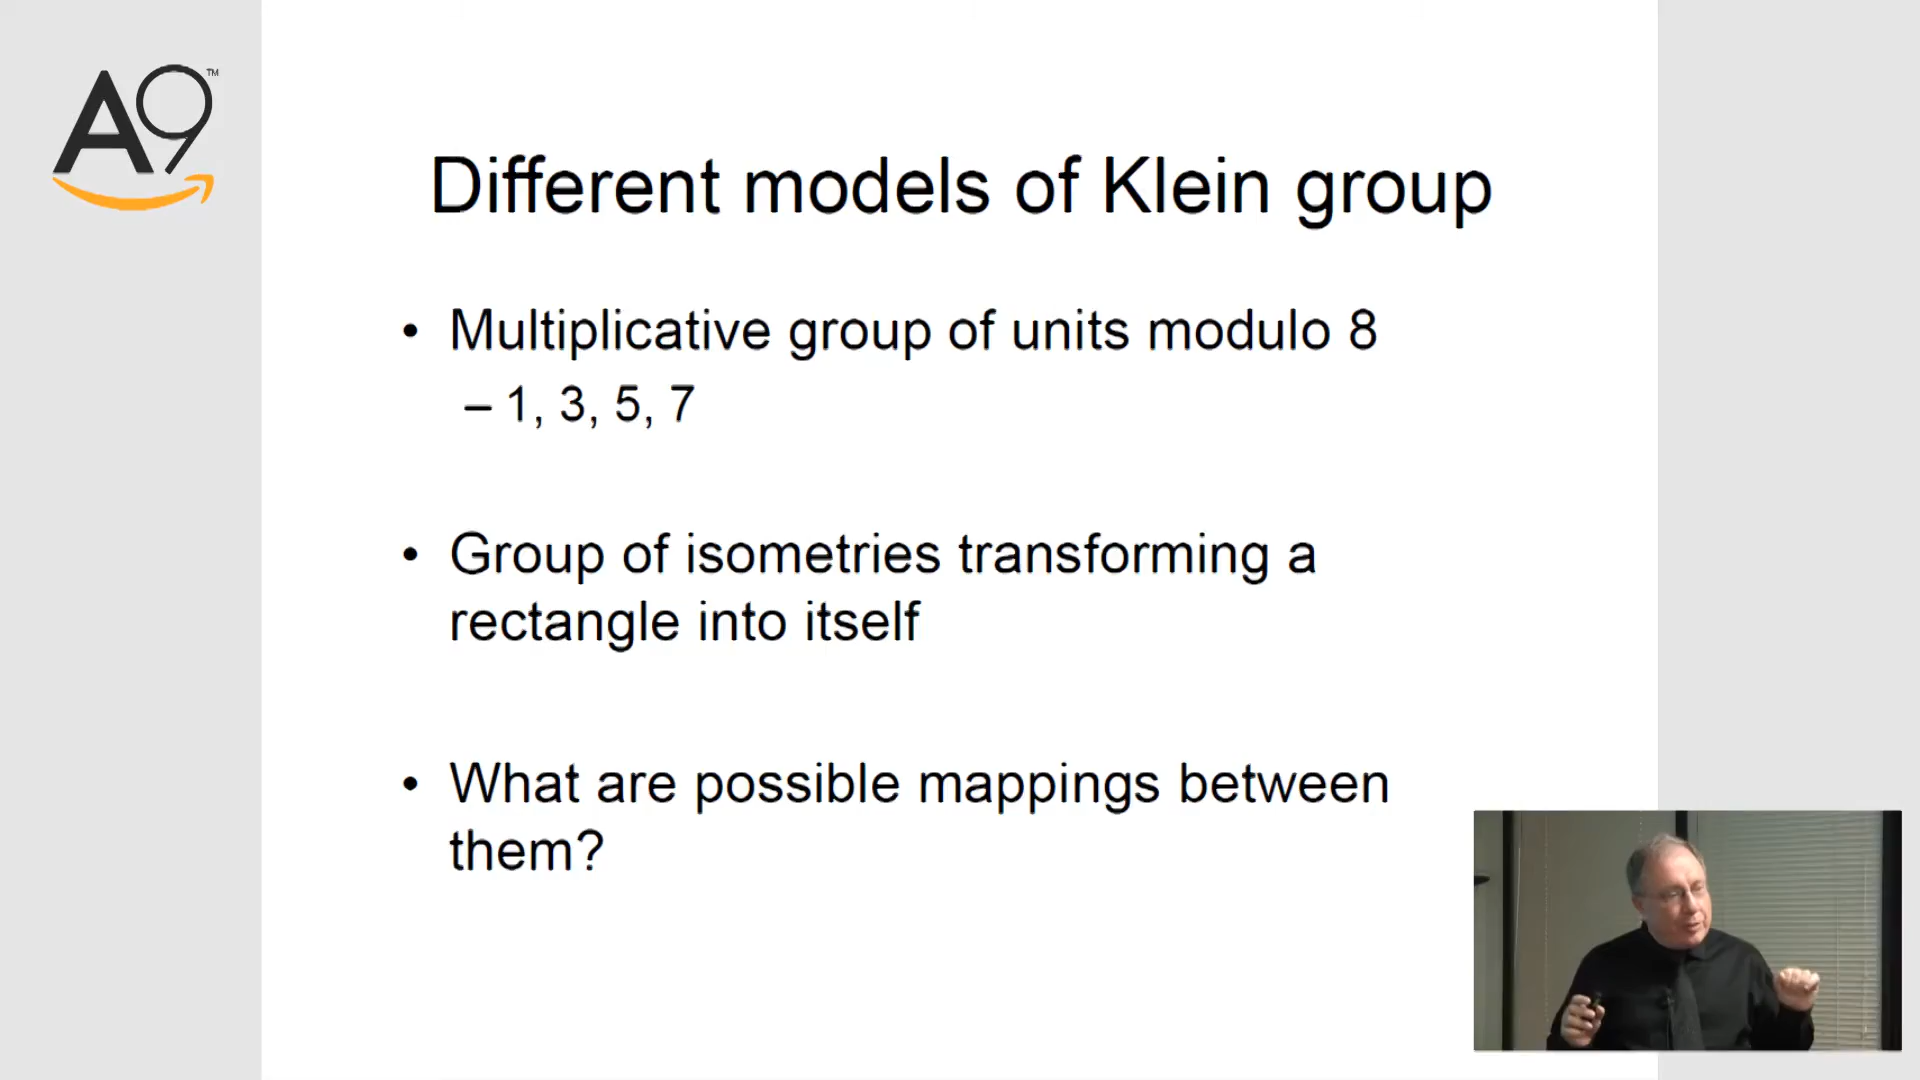 A9™
Different models of Klein group
• Multiplicative group of units modulo 8
– 1, 3, 5, 7
• Group of isometries transforming a
rectangle into itself
• What are possible mappings between
them?